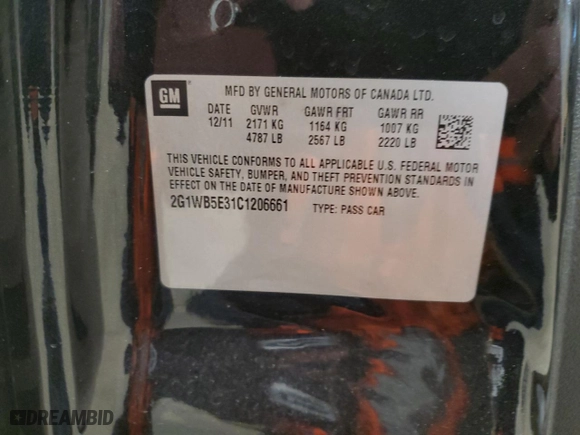 GM
MFD BY GENERAL MOTORS OF CANADA LTD.
DATE GVWR GAWR FRT GAWR RR
12/11 2171 KG 1164 KG 1007 KG
4787 LB 2567 LB 2220 LB
THIS VEHICLE CONFORMS TO ALL APPLICABLE U.S. FEDERAL MOTOR
VEHICLE SAFETY, BUMPER, AND THEFT PREVENTION STANDARDS IN
EFFECT ON THE DATE OF MANUFACTURE SHOWN ABOVE.
2G1WB5E31C1206661 TYPE: PASS CAR
DREAMBID